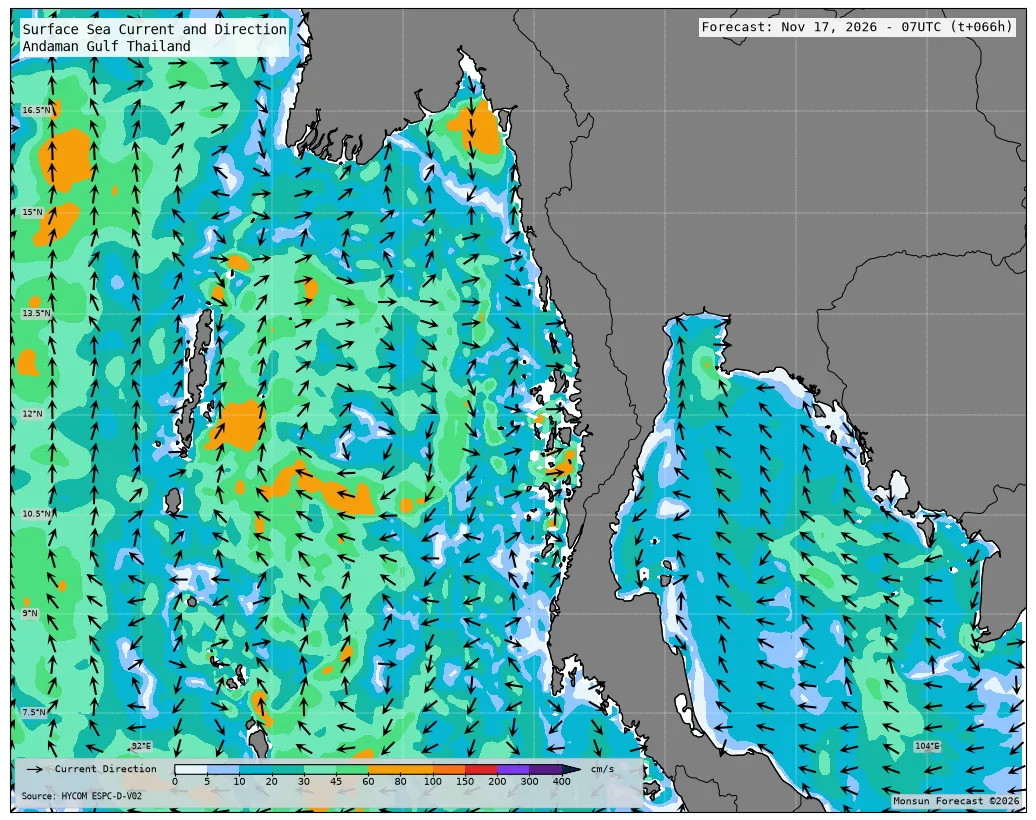 Surface Sea Current and Direction
Andaman Gulf Thailand
Forecast: Nov 17, 2026 - 07UTC (t+066h)
16.5°N
15°N
13.5°N
12°N
10.5°N
9°N
7.5°N
92°E
104°E
Current Direction
0 5 10 20 30 45 60 80 100 150 200 300 400 cm/s
Source: HYCOM ESPC-D-V02
Monsun Forecast ©2026